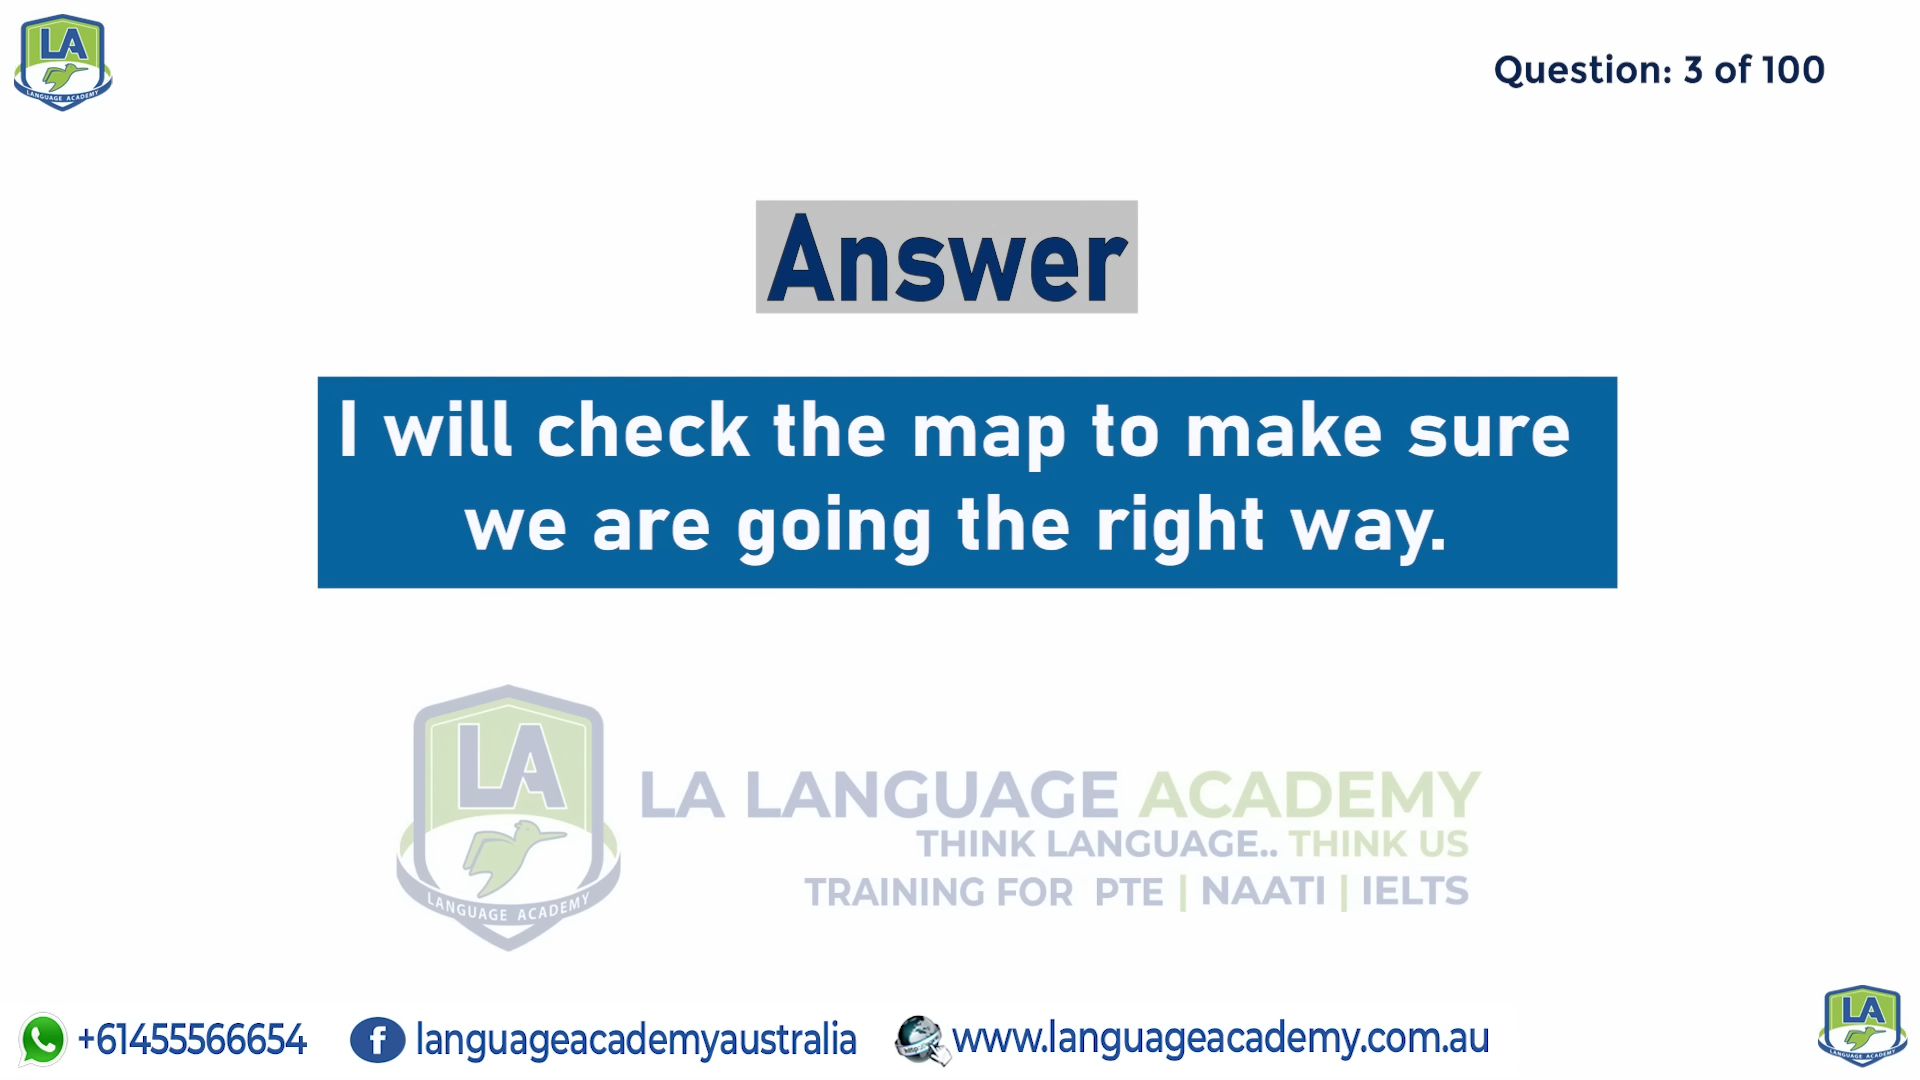 LA
LANGUAGE ACADEMY
Question: 3 of 100
Answer
I will check the map to make sure
we are going the right way.
LA
LANGUAGE ACADEMY
LA LANGUAGE ACADEMY
THINK LANGUAGE.. THINK US
TRAINING FOR PTE | NAATI | IELTS
+61455566654
languageacademyaustralia
www.languageacademy.com.au
LA
LANGUAGE ACADEMY